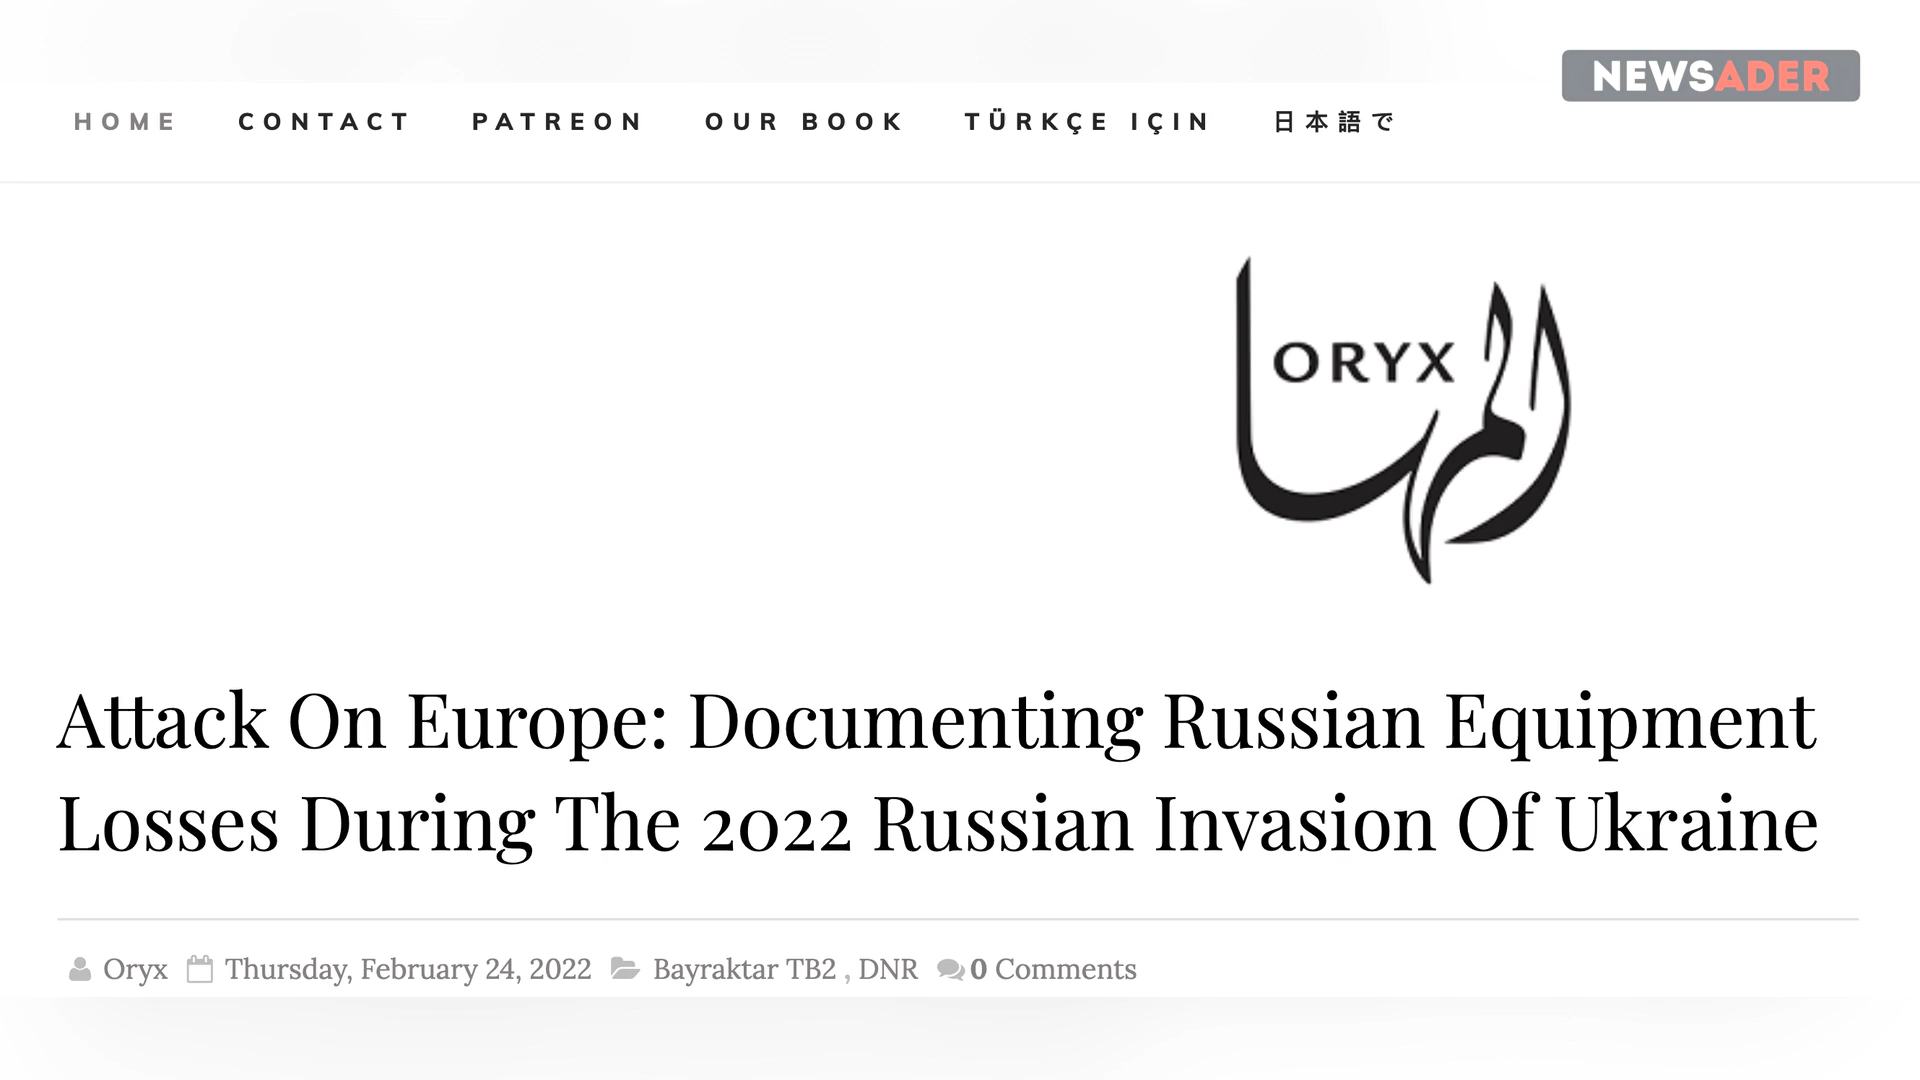 NEWSADER
HOME CONTACT PATREON OUR BOOK TÜRKÇE IÇIN 日本語で
ORYX
المها
Attack On Europe: Documenting Russian Equipment
Losses During The 2022 Russian Invasion Of Ukraine
Oryx Thursday, February 24, 2022 Bayraktar TB2 , DNR 0 Comments